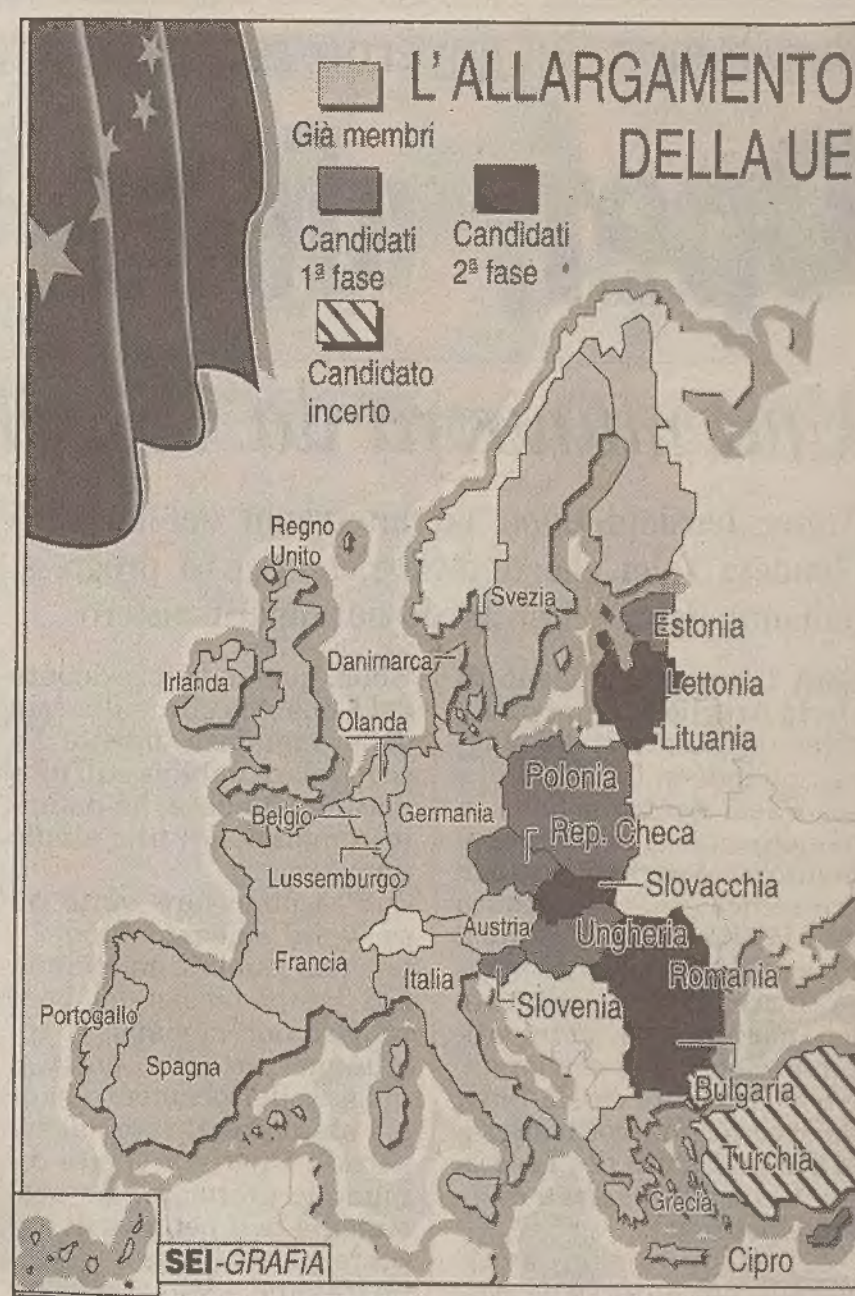 L'ALLARGAMENTO
DELLA UE
Già membri
Candidati
1ª fase
Candidati
2ª fase
Candidato
incerto
Regno
Unito
Svezia
Estonia
Danimarca
Irlanda
Lettonia
Olanda
Lituania
Polonia
Belgio
Germania
Rep. Checa
Lussemburgo
Slovacchia
Austria
Ungheria
Francia
Italia
Romania
Slovenia
Portogallo
Spagna
Bulgaria
Turchia
Grecia
SEI-GRAFÌA
Cipro